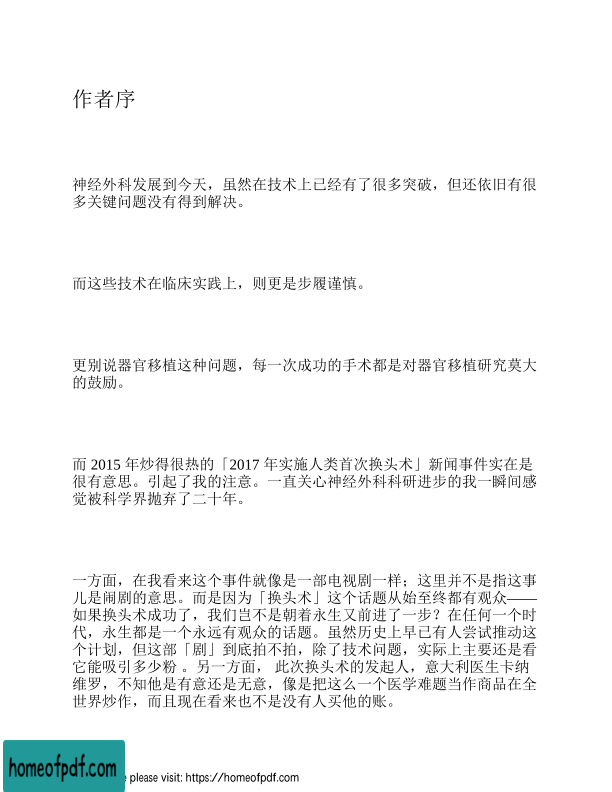 作者序
神经外科发展到今天，虽然在技术上已经有了很多突破，但还依旧有很
多关键问题没有得到解决。
而这些技术在临床实践上，则更是步履谨慎。
更别说器官移植这种问题，每一次成功的手术都是对器官移植研究莫大
的鼓励。
而 2015 年炒得很热的「2017 年实施人类首次换头术」新闻事件实在是
很有意思。引起了我的注意。一直关心神经外科科研进步的我一瞬间感
觉被科学界抛弃了二十年。
一方面，在我看来这个事件就像是一部电视剧一样；这里并不是指这事
儿是闹剧的意思。而是因为「换头术」这个话题从始至终都有观众——
如果换头术成功了，我们岂不是朝着永生又前进了一步？在任何一个时
代，永生都是一个永远有观众的话题。虽然历史上早已有人尝试推动这
个计划，但这部「剧」到底拍不拍，除了技术问题，实际上主要还是看
它能吸引多少粉 。另一方面， 此次换头术的发起人，意大利医生卡纳
维罗，不知他是有意还是无意，像是把这么一个医学难题当作商品在全
世界炒作，而且现在看来也不是没有人买他的账。
homeofpdf.com
e please visit: https://homeofpdf.com